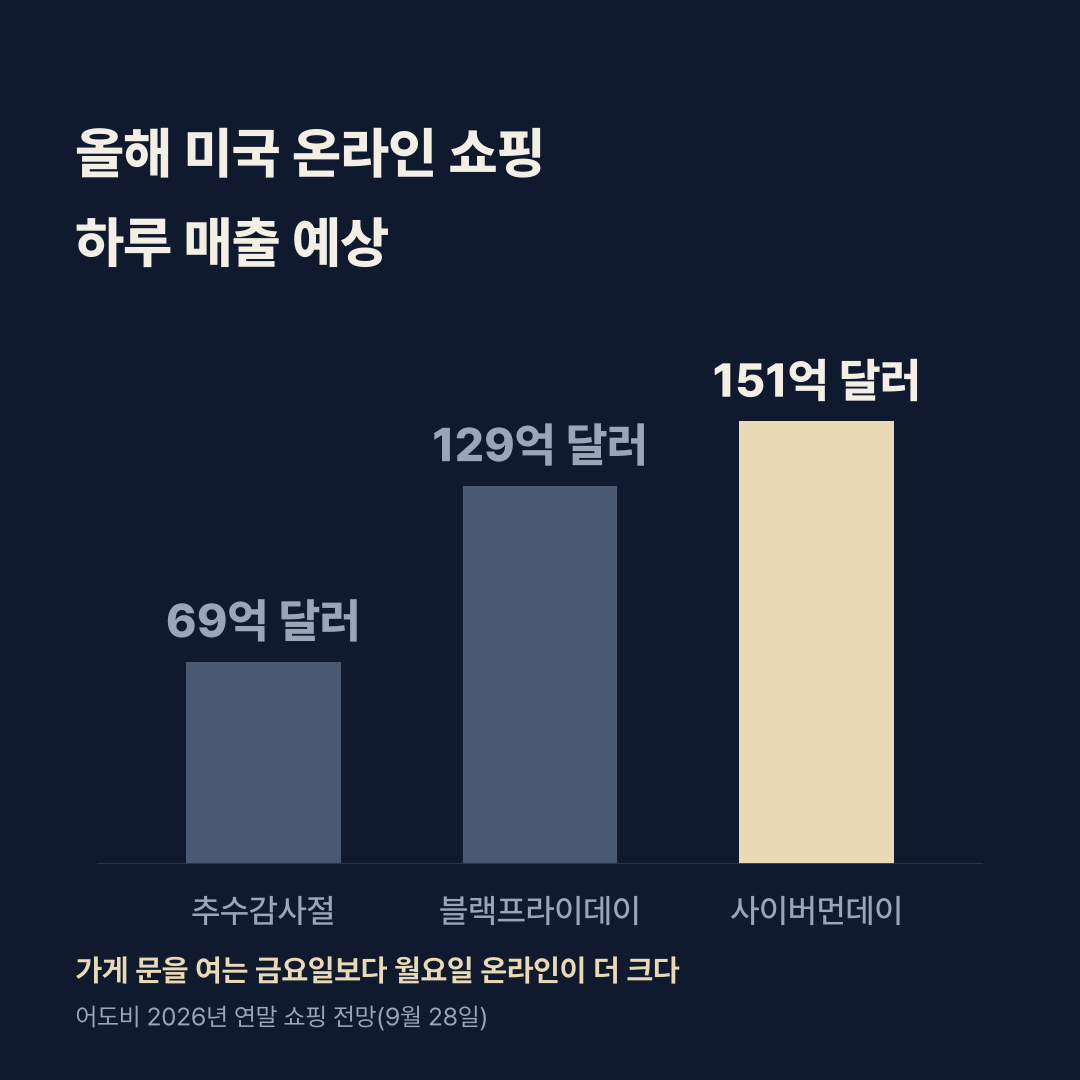 올해 미국 온라인 쇼핑
하루 매출 예상
151억 달러
129억 달러
69억 달러
추수감사절
블랙프라이데이
사이버먼데이
가게 문을 여는 금요일보다 월요일 온라인이 더 크다
어도비 2026년 연말 쇼핑 전망(9월 28일)